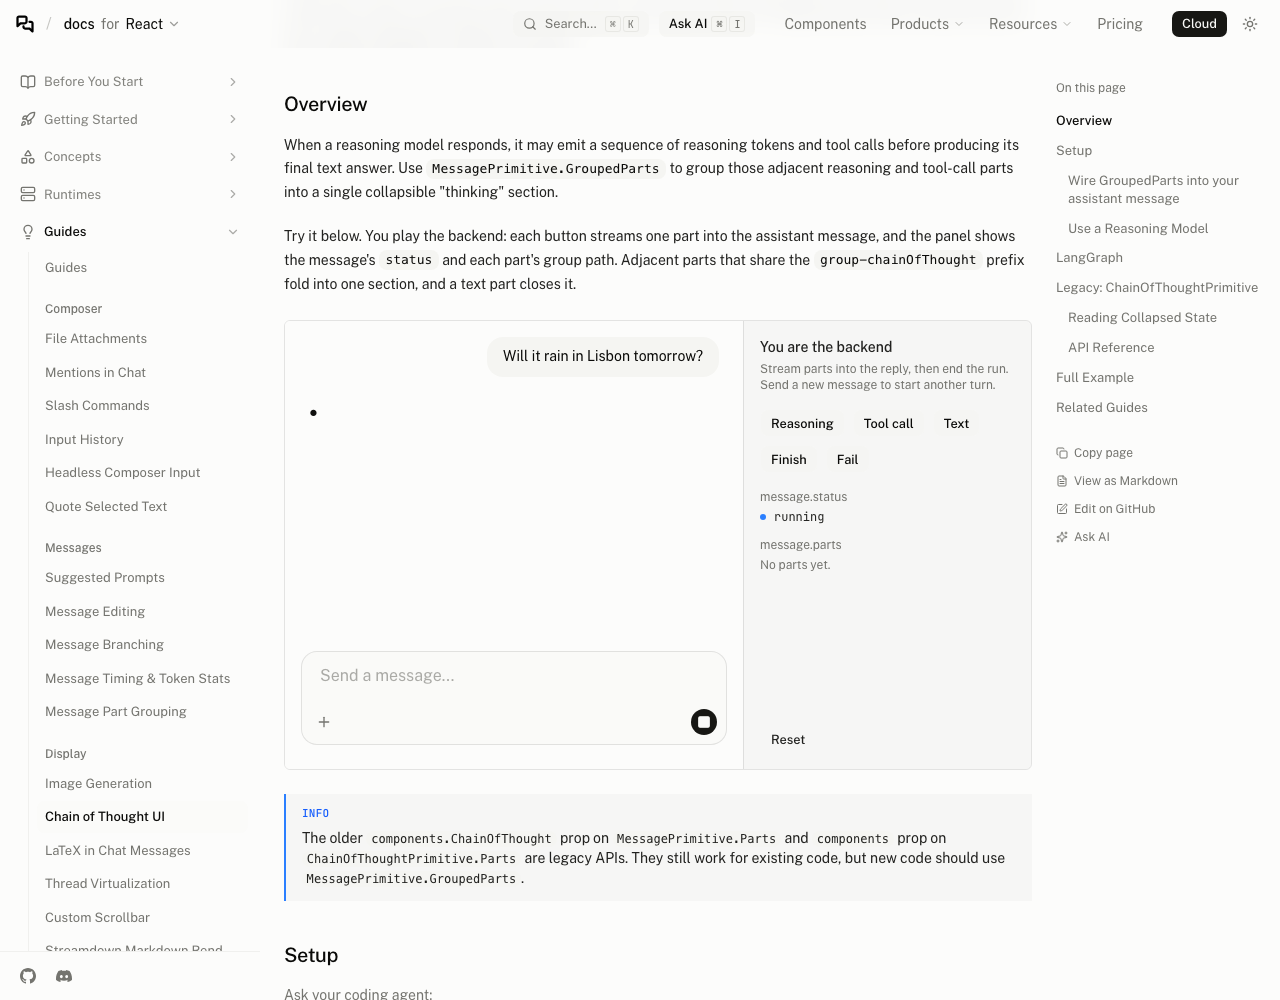 / docs for React
Search... ⌘ K
Ask AI ⌘ I
Components
Products
Resources
Pricing
Cloud
Before You Start
Getting Started
Concepts
Runtimes
Guides
Guides
Composer
File Attachments
Mentions in Chat
Slash Commands
Input History
Headless Composer Input
Quote Selected Text
Messages
Suggested Prompts
Message Editing
Message Branching
Message Timing & Token Stats
Message Part Grouping
Display
Image Generation
Chain of Thought UI
LaTeX in Chat Messages
Thread Virtualization
Custom Scrollbar
Streamdown Markdown Rend
Overview
When a reasoning model responds, it may emit a sequence of reasoning tokens and tool calls before producing its
final text answer. Use MessagePrimitive.GroupedParts to group those adjacent reasoning and tool-call parts
into a single collapsible "thinking" section.
Try it below. You play the backend: each button streams one part into the assistant message, and the panel shows
the message's status and each part's group path. Adjacent parts that share the group-chainOfThought prefix
fold into one section, and a text part closes it.
Will it rain in Lisbon tomorrow?
Send a message...
You are the backend
Stream parts into the reply, then end the run.
Send a new message to start another turn.
Reasoning
Tool call
Text
Finish
Fail
message.status
running
message.parts
No parts yet.
Reset
INFO
The older components.ChainOfThought prop on MessagePrimitive.Parts and components prop on
ChainOfThoughtPrimitive.Parts are legacy APIs. They still work for existing code, but new code should use
MessagePrimitive.GroupedParts.
Setup
Ask your coding agent:
On this page
Overview
Setup
Wire GroupedParts into your
assistant message
Use a Reasoning Model
LangGraph
Legacy: ChainOfThoughtPrimitive
Reading Collapsed State
API Reference
Full Example
Related Guides
Copy page
View as Markdown
Edit on GitHub
Ask AI